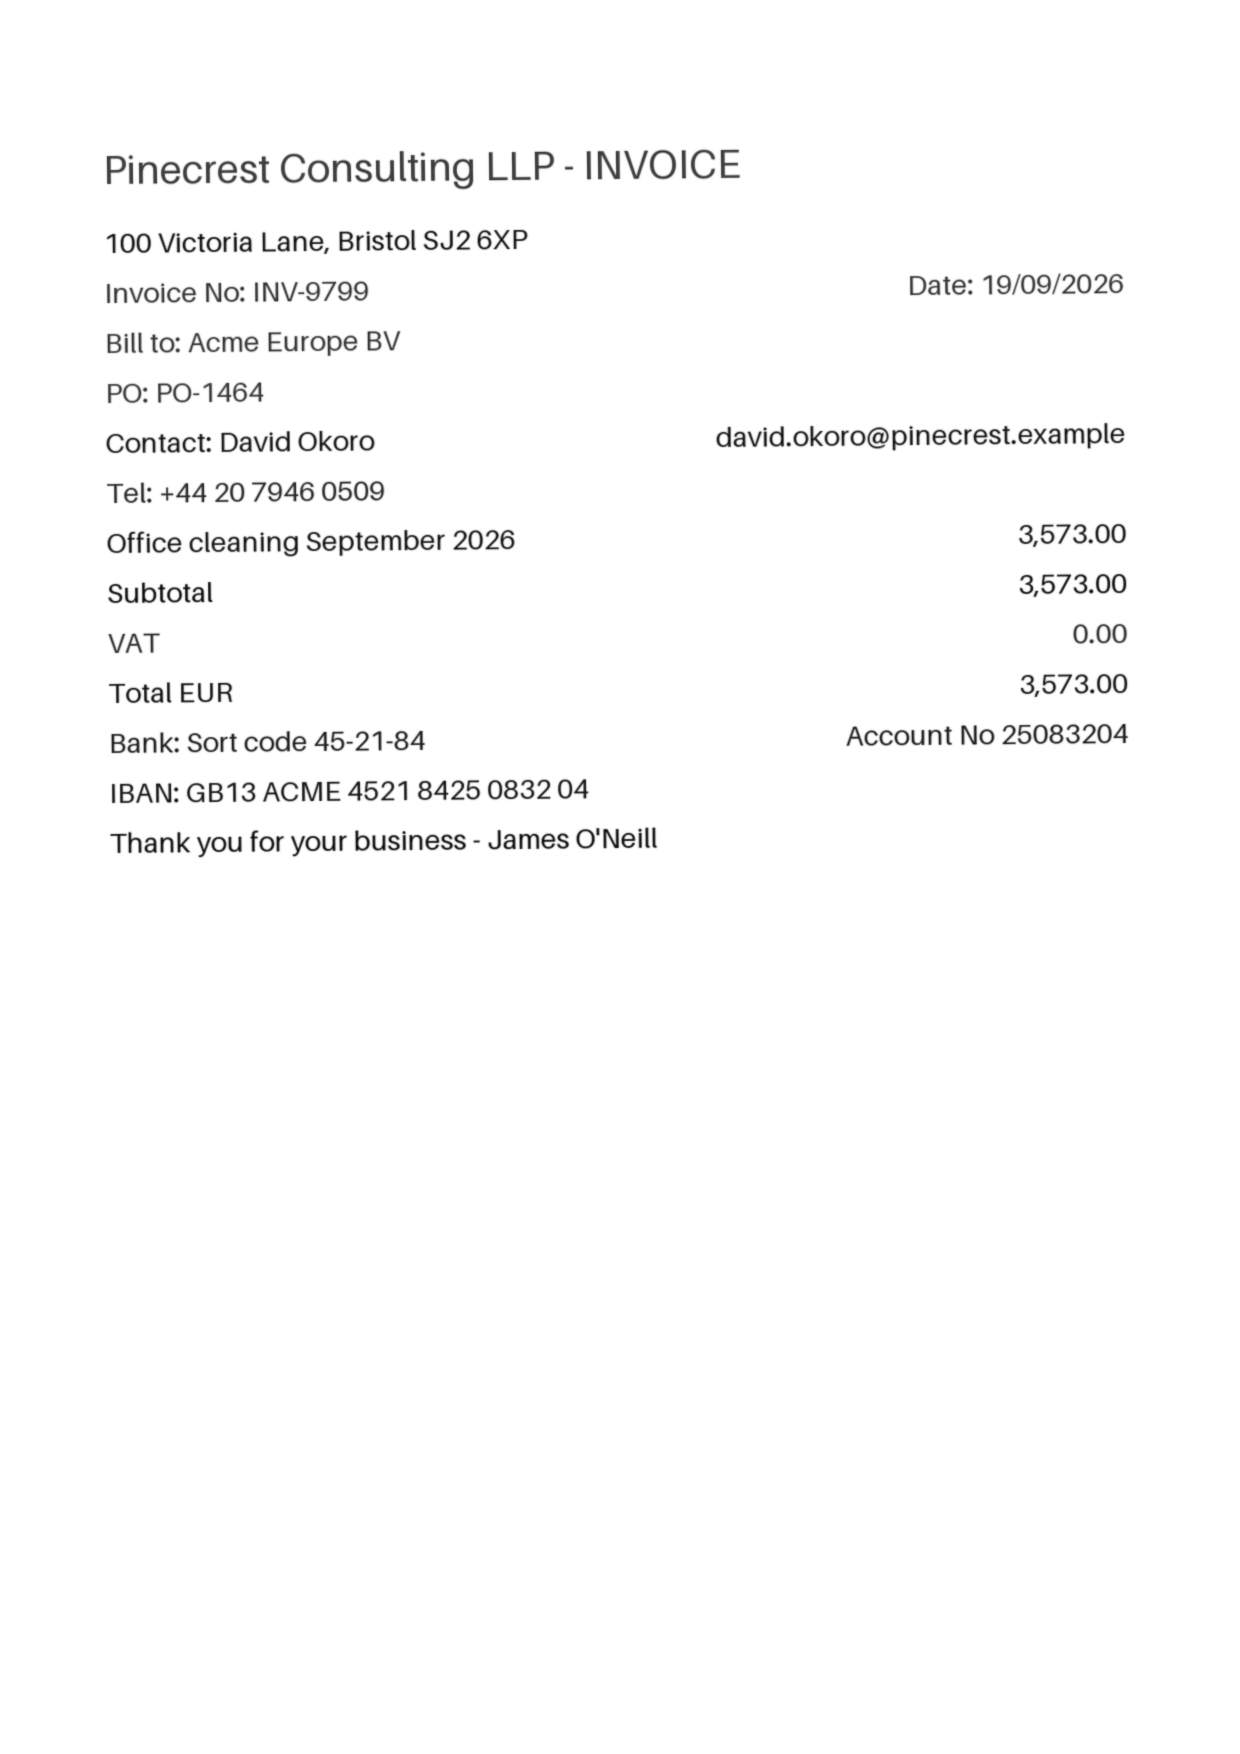 Pinecrest Consulting LLP - INVOICE
100 Victoria Lane, Bristol SJ2 6XP
Invoice No: INV-9799 Date: 19/09/2026
Bill to: Acme Europe BV
PO: PO-1464
Contact: David Okoro david.okoro@pinecrest.example
Tel: +44 20 7946 0509
Office cleaning September 2026 3,573.00
Subtotal 3,573.00
VAT 0.00
Total EUR 3,573.00
Bank: Sort code 45-21-84 Account No 25083204
IBAN: GB13 ACME 4521 8425 0832 04
Thank you for your business - James O'Neill